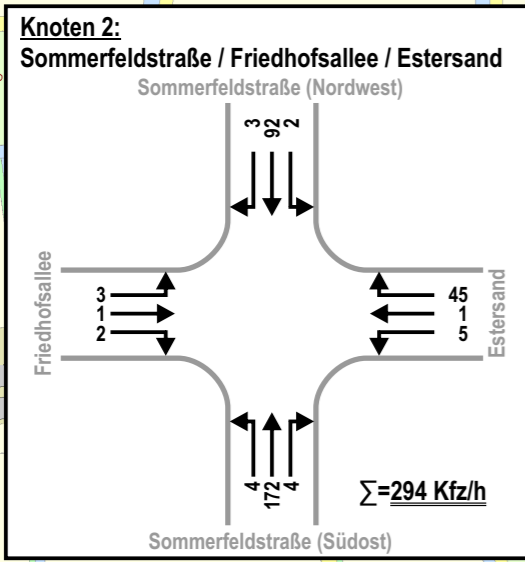 Knoten 2:
Sommerfeldstraße / Friedhofsallee / Estersand
Sommerfeldstraße (Nordwest)
3
92
2
Friedhofsallee
3
1
2
45
1
5
Estersand
4
172
4
∑=294 Kfz/h
Sommerfeldstraße (Südost)